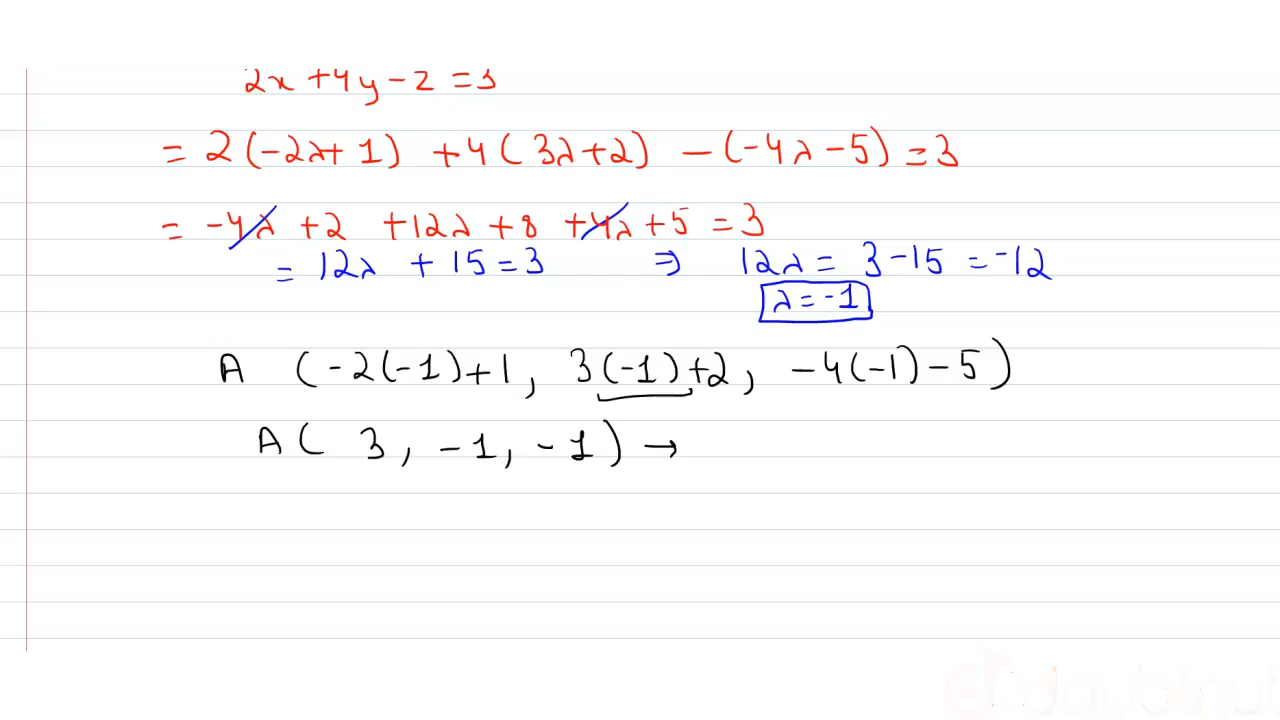 2x + 4y - z = 3
= 2(-2λ + 1) + 4(3λ + 2) - (-4λ - 5) = 3
= -4λ + 2 + 12λ + 8 + 4λ + 5 = 3
= 12λ + 15 = 3 ⇒ 12λ = 3 - 15 = -12
λ = -1
A (-2(-1) + 1, 3(-1) + 2, -4(-1) - 5)
A( 3, -1, -1) →
doubtnut